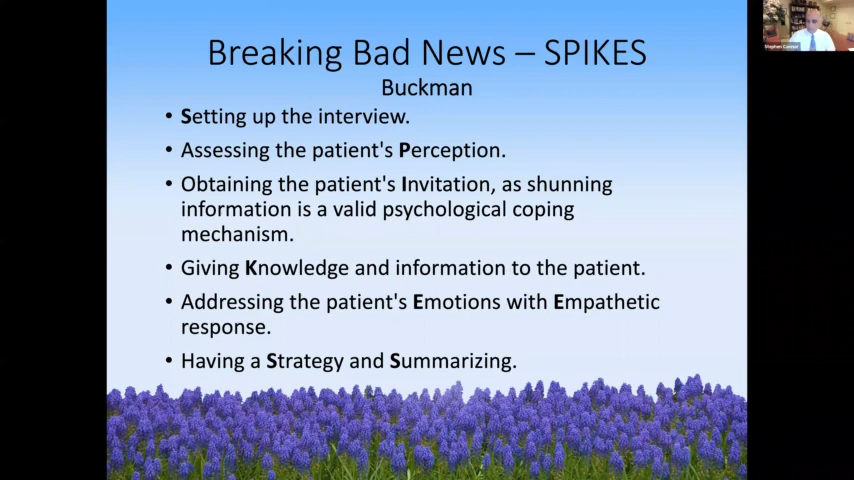 Breaking Bad News – SPIKES
Buckman
• Setting up the interview.
• Assessing the patient's Perception.
• Obtaining the patient's Invitation, as shunning
information is a valid psychological coping
mechanism.
• Giving Knowledge and information to the patient.
• Addressing the patient's Emotions with Empathetic
response.
• Having a Strategy and Summarizing.
Stephen Connor